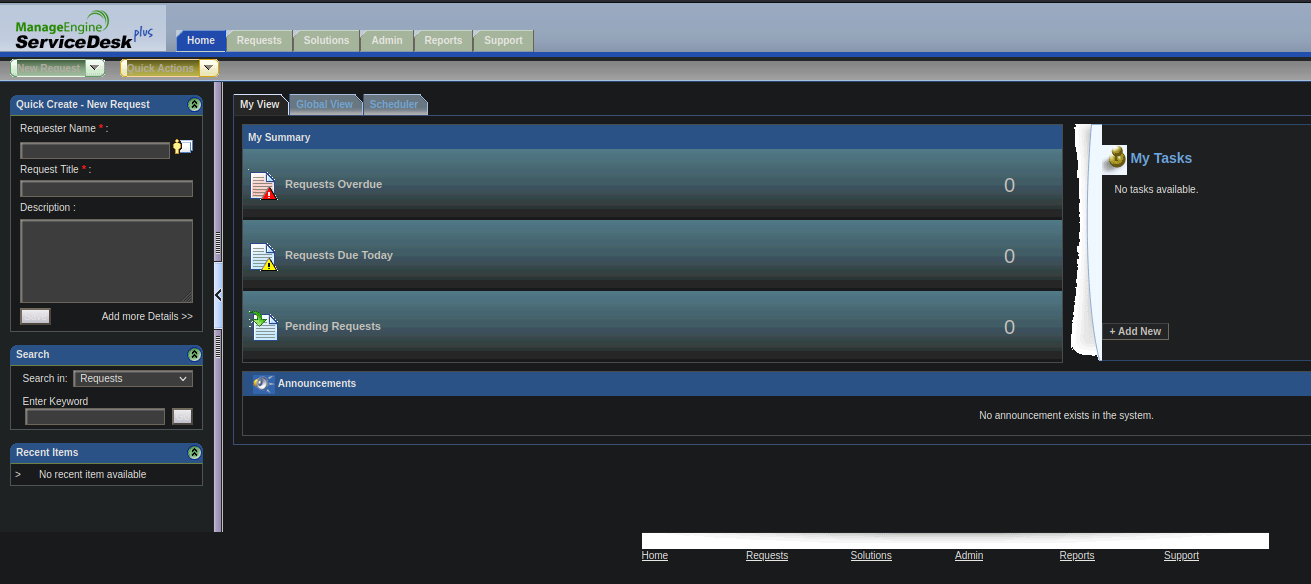 ManageEngine
ServiceDesk plus
Home Requests Solutions Admin Reports Support
New Request Quick Actions
Quick Create - New Request
Requester Name * :
Request Title * :
Description :
Add more Details >>
Search
Search in: Requests
Enter Keyword
Recent Items
> No recent item available
My View Global View Scheduler
My Summary
Requests Overdue 0
Requests Due Today 0
Pending Requests 0
My Tasks
No tasks available.
+ Add New
Announcements
No announcement exists in the system.
Home Requests Solutions Admin Reports Support